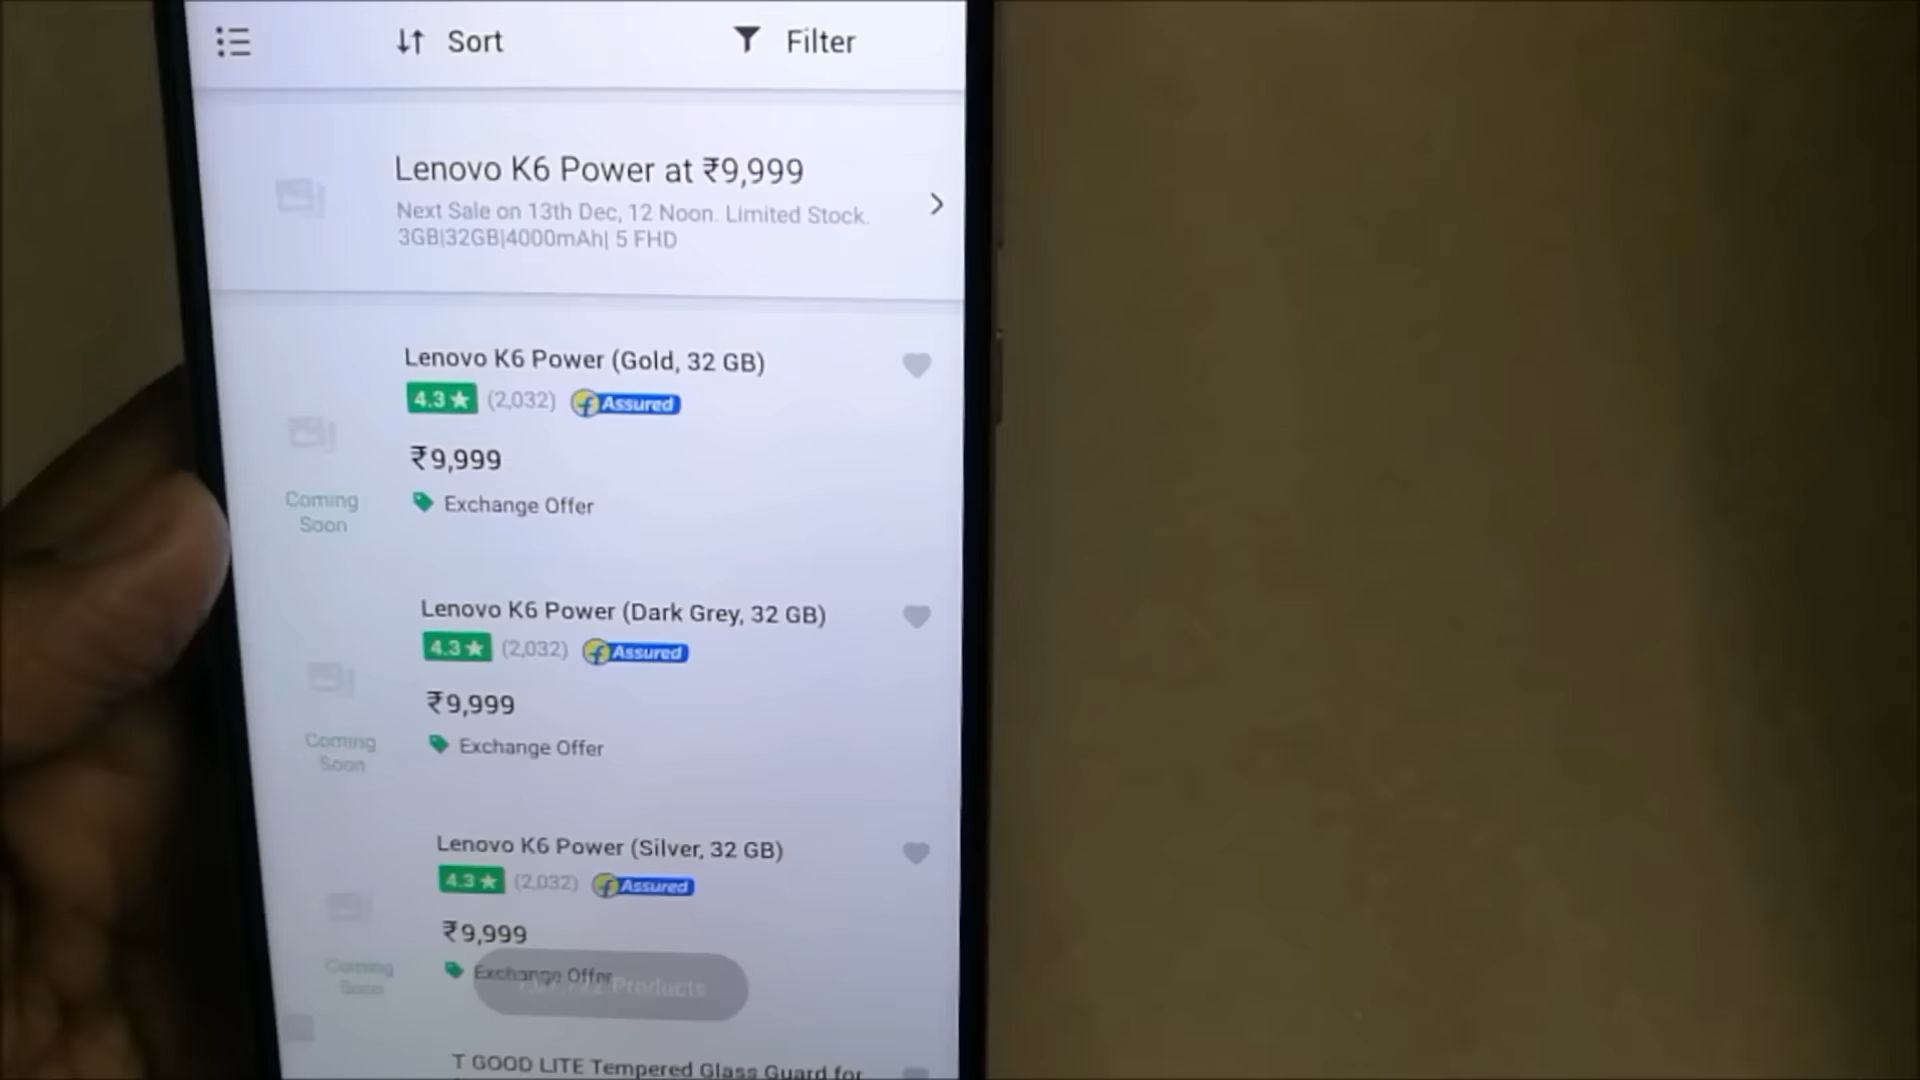 Sort
Filter
Lenovo K6 Power at ₹9,999
Next Sale on 13th Dec, 12 Noon. Limited Stock.
3GB|32GB|4000mAh| 5 FHD
Lenovo K6 Power (Gold, 32 GB)
4.3★ (2,032) Assured
₹9,999
Exchange Offer
Coming
Soon
Lenovo K6 Power (Dark Grey, 32 GB)
4.3★ (2,032) Assured
₹9,999
Exchange Offer
Coming
Soon
Lenovo K6 Power (Silver, 32 GB)
4.3★ (2,032) Assured
₹9,999
Exchange Offer
Coming
Soon
Products
T GOOD LITE Tempered Glass Guard for